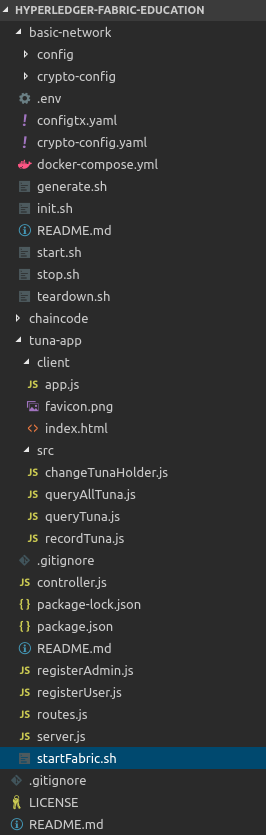 HYPERLEDGER-FABRIC-EDUCATION
basic-network
config
crypto-config
.env
configtx.yaml
crypto-config.yaml
docker-compose.yml
generate.sh
init.sh
README.md
start.sh
stop.sh
teardown.sh
chaincode
tuna-app
client
JS app.js
favicon.png
<> index.html
src
JS changeTunaHolder.js
JS queryAllTuna.js
JS queryTuna.js
JS recordTuna.js
.gitignore
JS controller.js
{ } package-lock.json
{ } package.json
README.md
JS registerAdmin.js
JS registerUser.js
JS routes.js
JS server.js
startFabric.sh
.gitignore
LICENSE
README.md